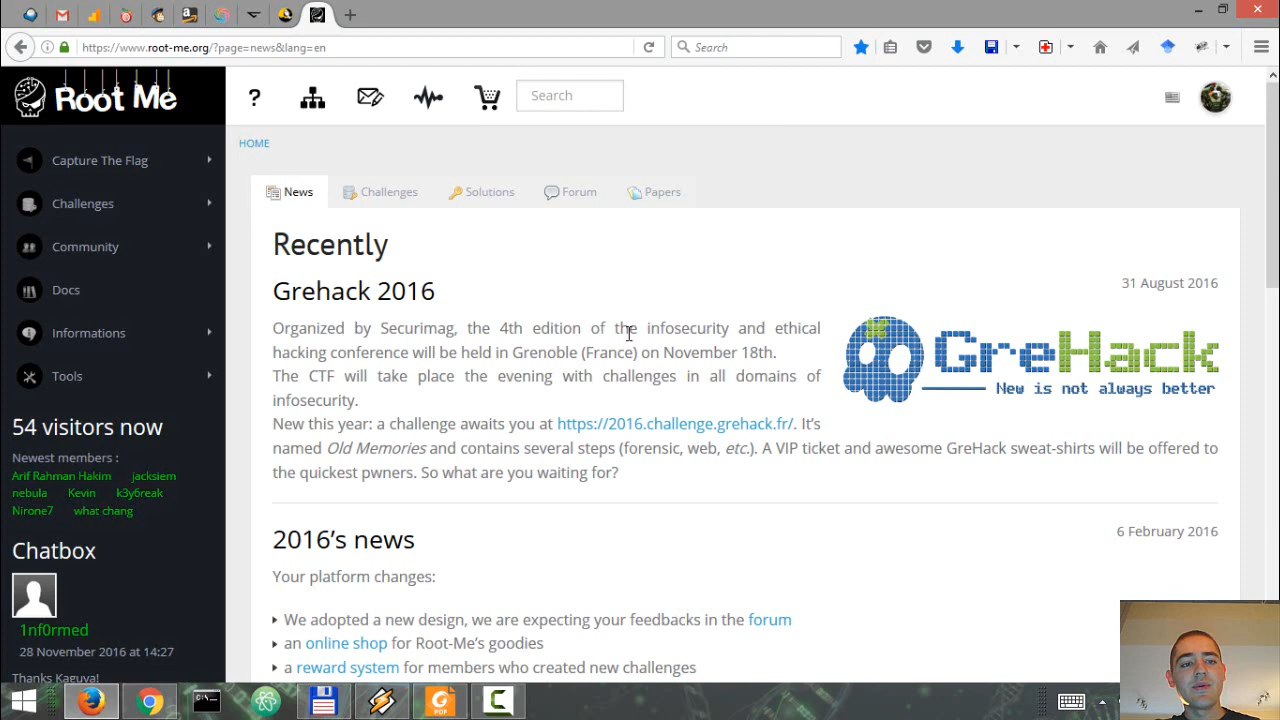 https://www.root-me.org/?page=news&lang=en
Search
Root Me
?
Search
HOME
Capture The Flag
Challenges
Community
Docs
Informations
Tools
54 visitors now
Newest members :
Arif Rahman Hakim jacksiem
nebula Kevin k3y6reak
Nirone7 what chang
Chatbox
1nf0rmed
28 November 2016 at 14:27
Thanks Kaguya!
News Challenges Solutions Forum Papers
Recently
Grehack 2016
31 August 2016
Organized by Securimag, the 4th edition of the infosecurity and ethical
hacking conference will be held in Grenoble (France) on November 18th.
The CTF will take place the evening with challenges in all domains of
infosecurity.
New this year: a challenge awaits you at https://2016.challenge.grehack.fr/. It's
named Old Memories and contains several steps (forensic, web, etc.). A VIP ticket and awesome GreHack sweat-shirts will be offered to
the quickest pwners. So what are you waiting for?
GreHack
New is not always better
2016's news
6 February 2016
Your platform changes:
We adopted a new design, we are expecting your feedbacks in the forum
an online shop for Root-Me's goodies
a reward system for members who created new challenges